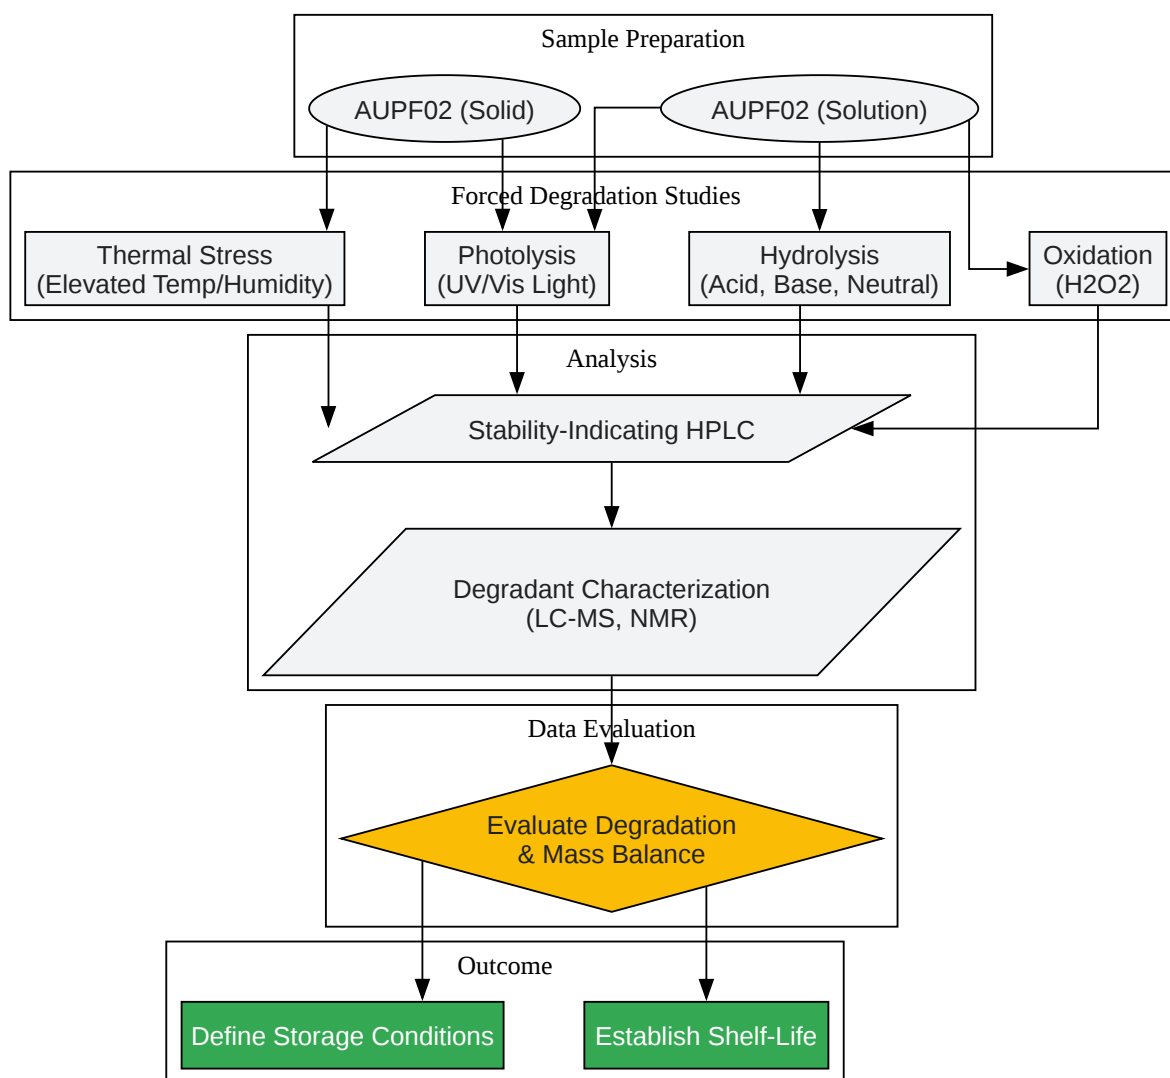 Sample Preparation
AUPF02 (Solid)
AUPF02 (Solution)
Forced Degradation Studies
Thermal Stress
(Elevated Temp/Humidity)
Photolysis
(UV/Vis Light)
Hydrolysis
(Acid, Base, Neutral)
Oxidation
(H2O2)
Analysis
Stability-Indicating HPLC
Degradant Characterization
(LC-MS, NMR)
Data Evaluation
Evaluate Degradation
& Mass Balance
Outcome
Define Storage Conditions
Establish Shelf-Life